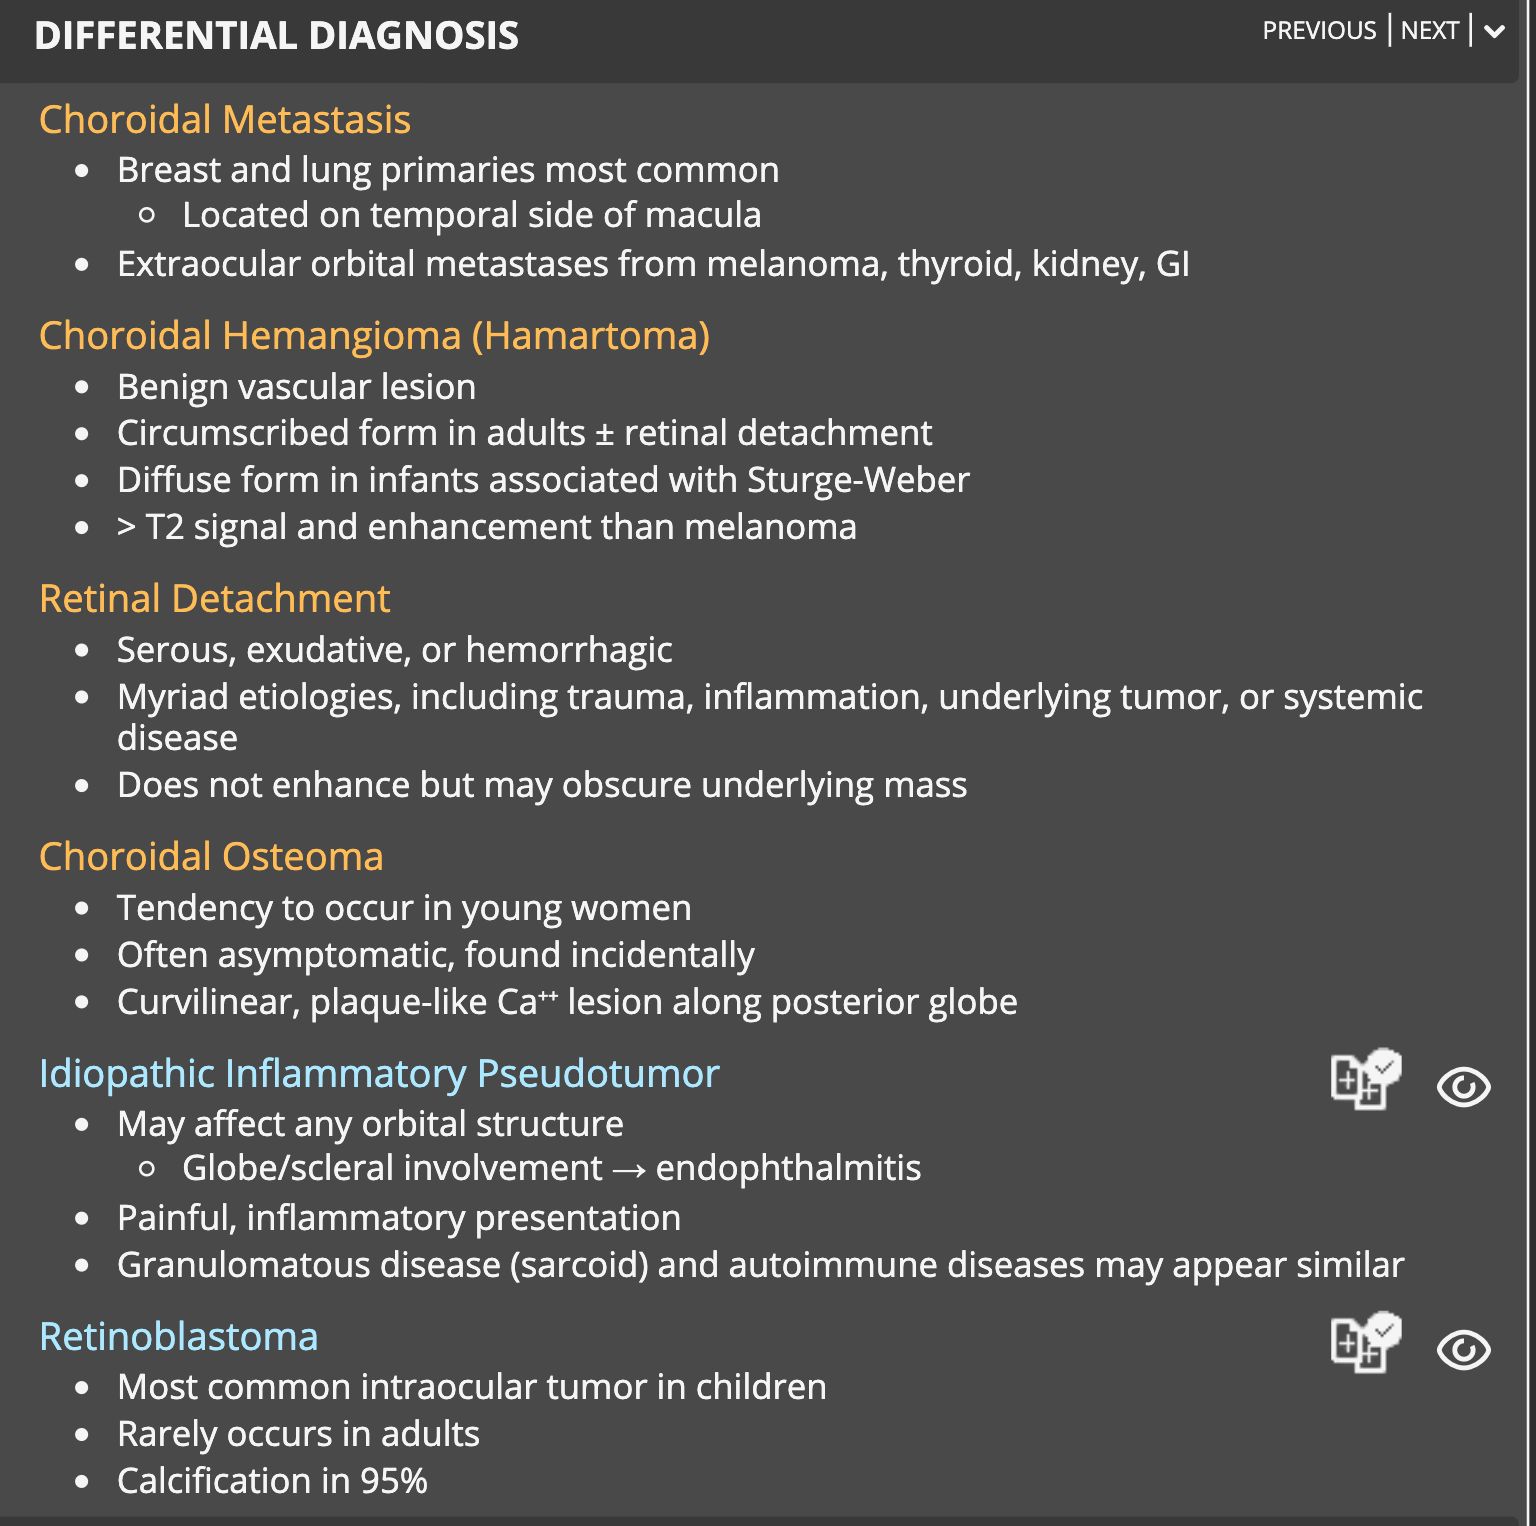 DIFFERENTIAL DIAGNOSIS
PREVIOUS | NEXT |
Choroidal Metastasis
• Breast and lung primaries most common
○ Located on temporal side of macula
• Extraocular orbital metastases from melanoma, thyroid, kidney, GI
Choroidal Hemangioma (Hamartoma)
• Benign vascular lesion
• Circumscribed form in adults ± retinal detachment
• Diffuse form in infants associated with Sturge-Weber
• > T2 signal and enhancement than melanoma
Retinal Detachment
• Serous, exudative, or hemorrhagic
• Myriad etiologies, including trauma, inflammation, underlying tumor, or systemic
disease
• Does not enhance but may obscure underlying mass
Choroidal Osteoma
• Tendency to occur in young women
• Often asymptomatic, found incidentally
• Curvilinear, plaque-like Ca⁺⁺ lesion along posterior globe
Idiopathic Inflammatory Pseudotumor
• May affect any orbital structure
○ Globe/scleral involvement → endophthalmitis
• Painful, inflammatory presentation
• Granulomatous disease (sarcoid) and autoimmune diseases may appear similar
Retinoblastoma
• Most common intraocular tumor in children
• Rarely occurs in adults
• Calcification in 95%